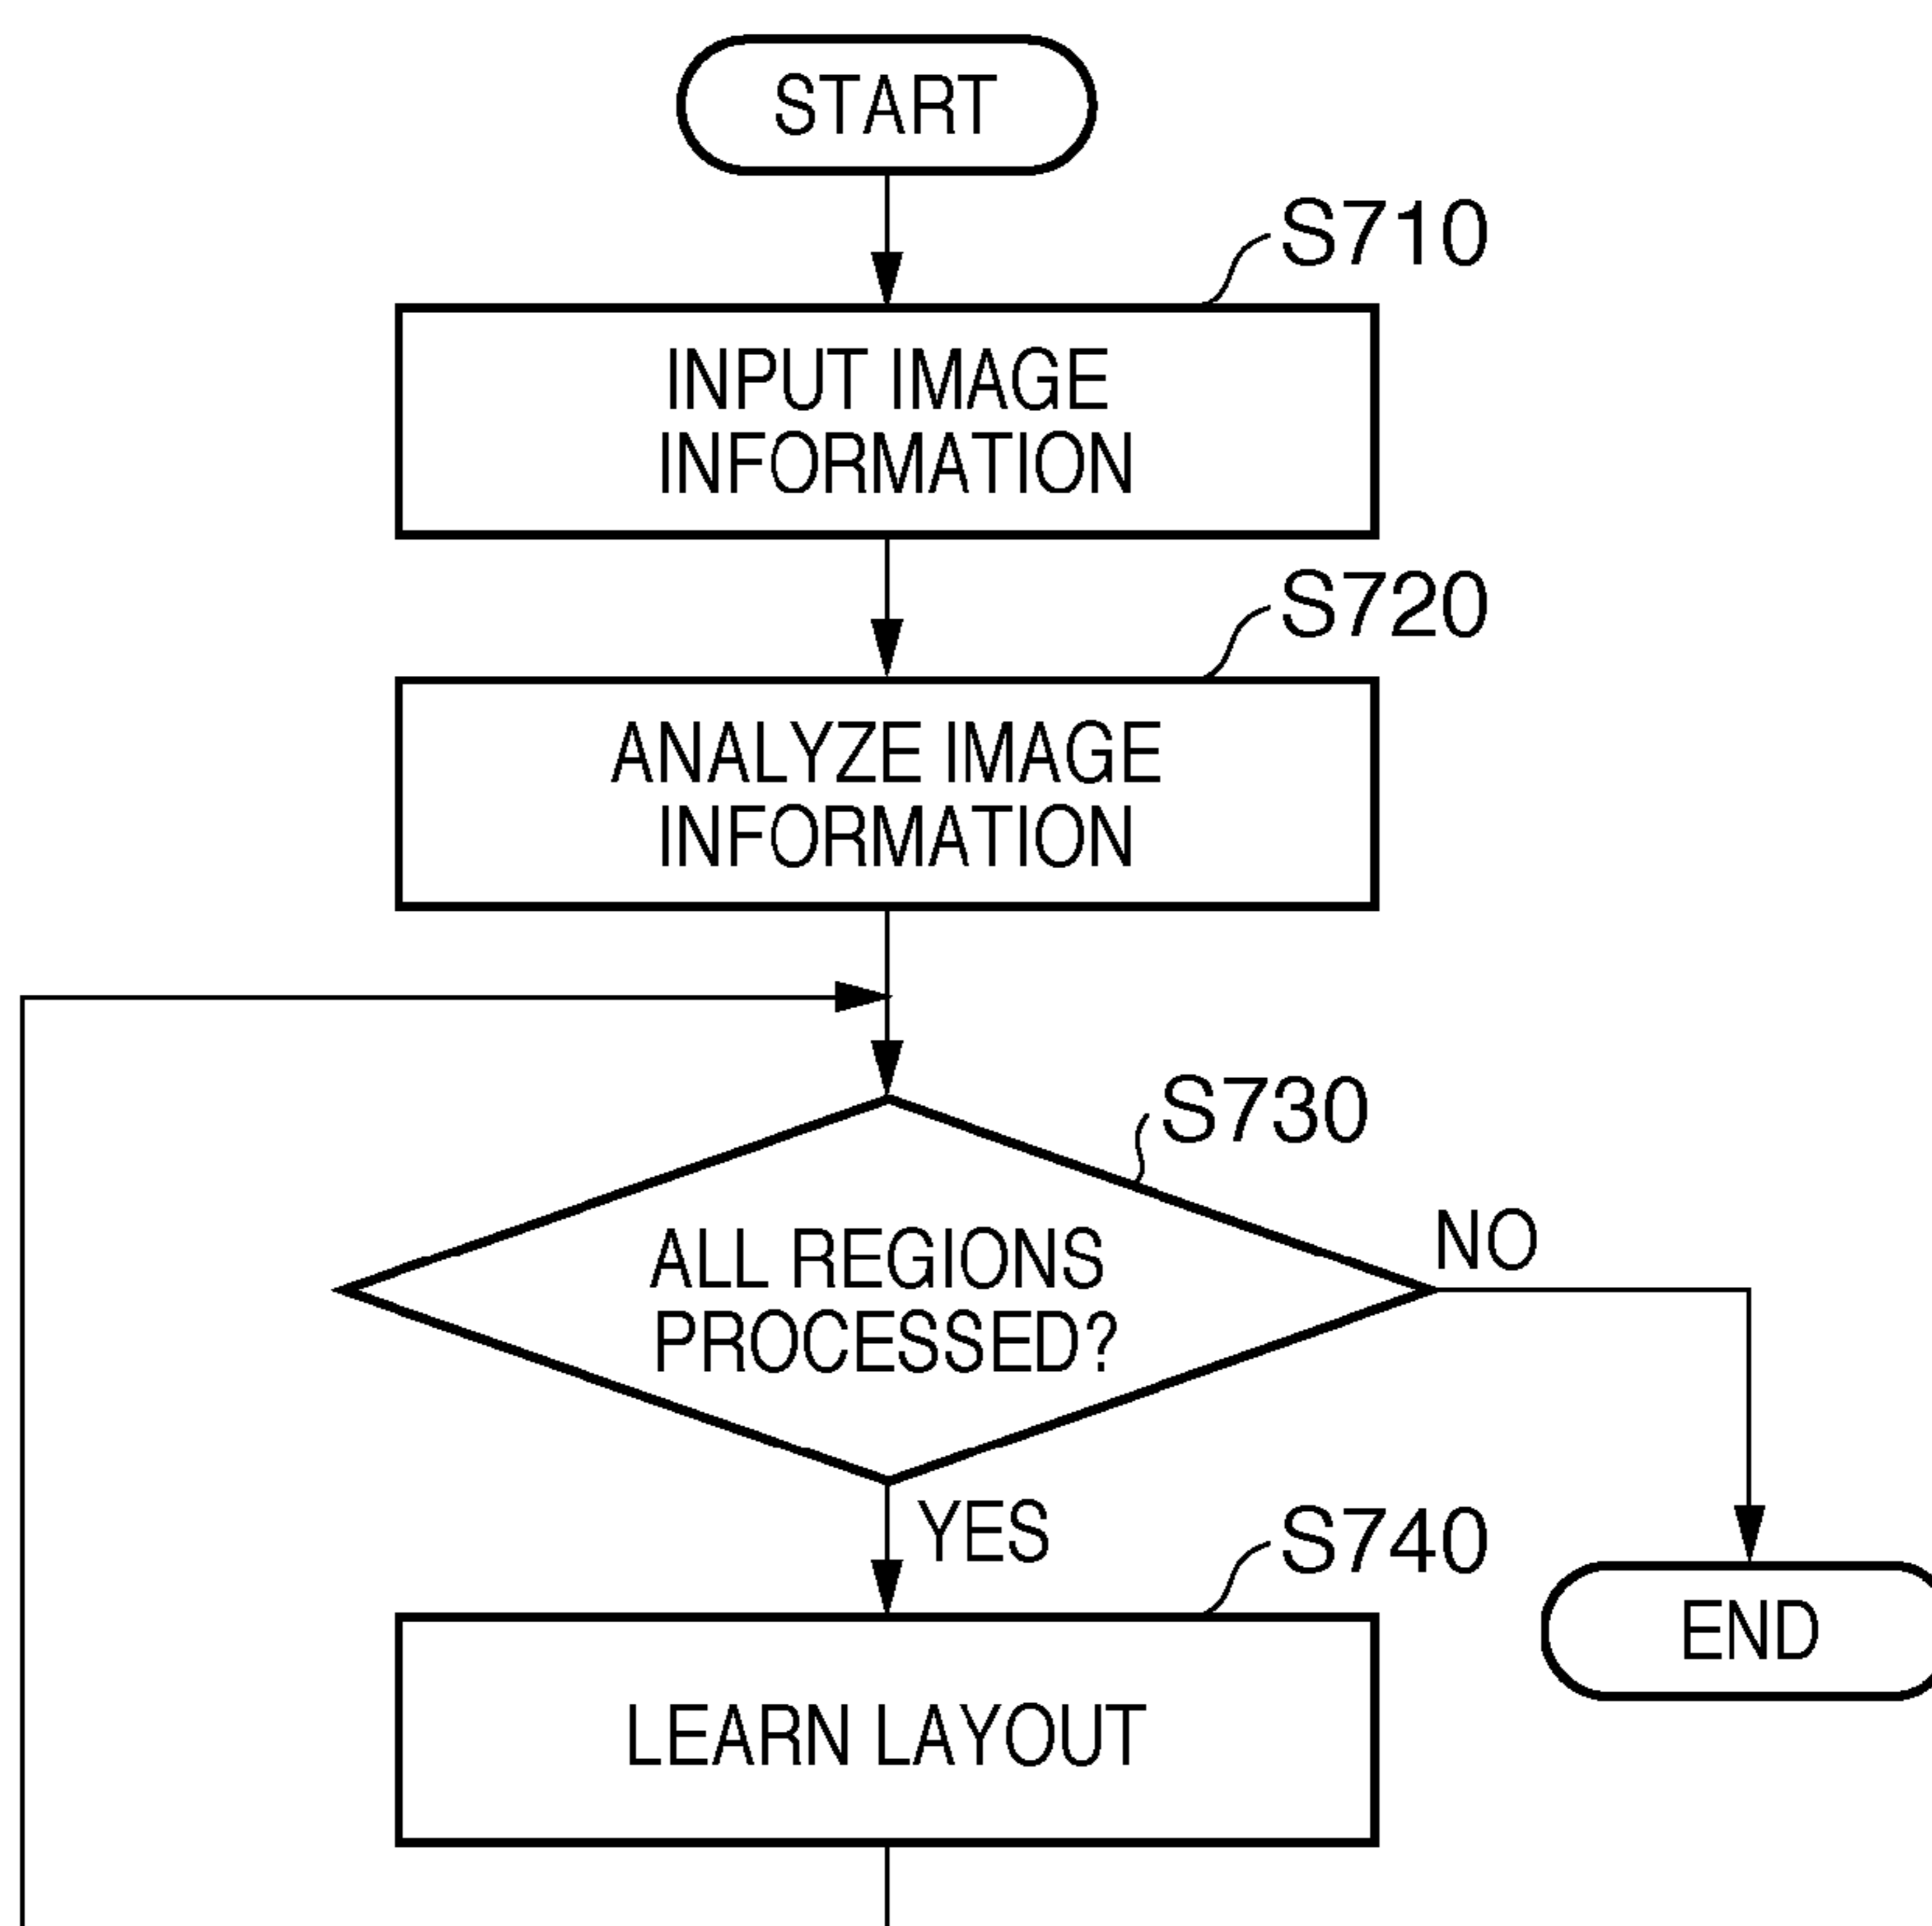 START
S710
INPUT IMAGE
INFORMATION
S720
ANALYZE IMAGE
INFORMATION
S730
ALL REGIONS
PROCESSED?
NO
YES
S740
END
LEARN LAYOUT